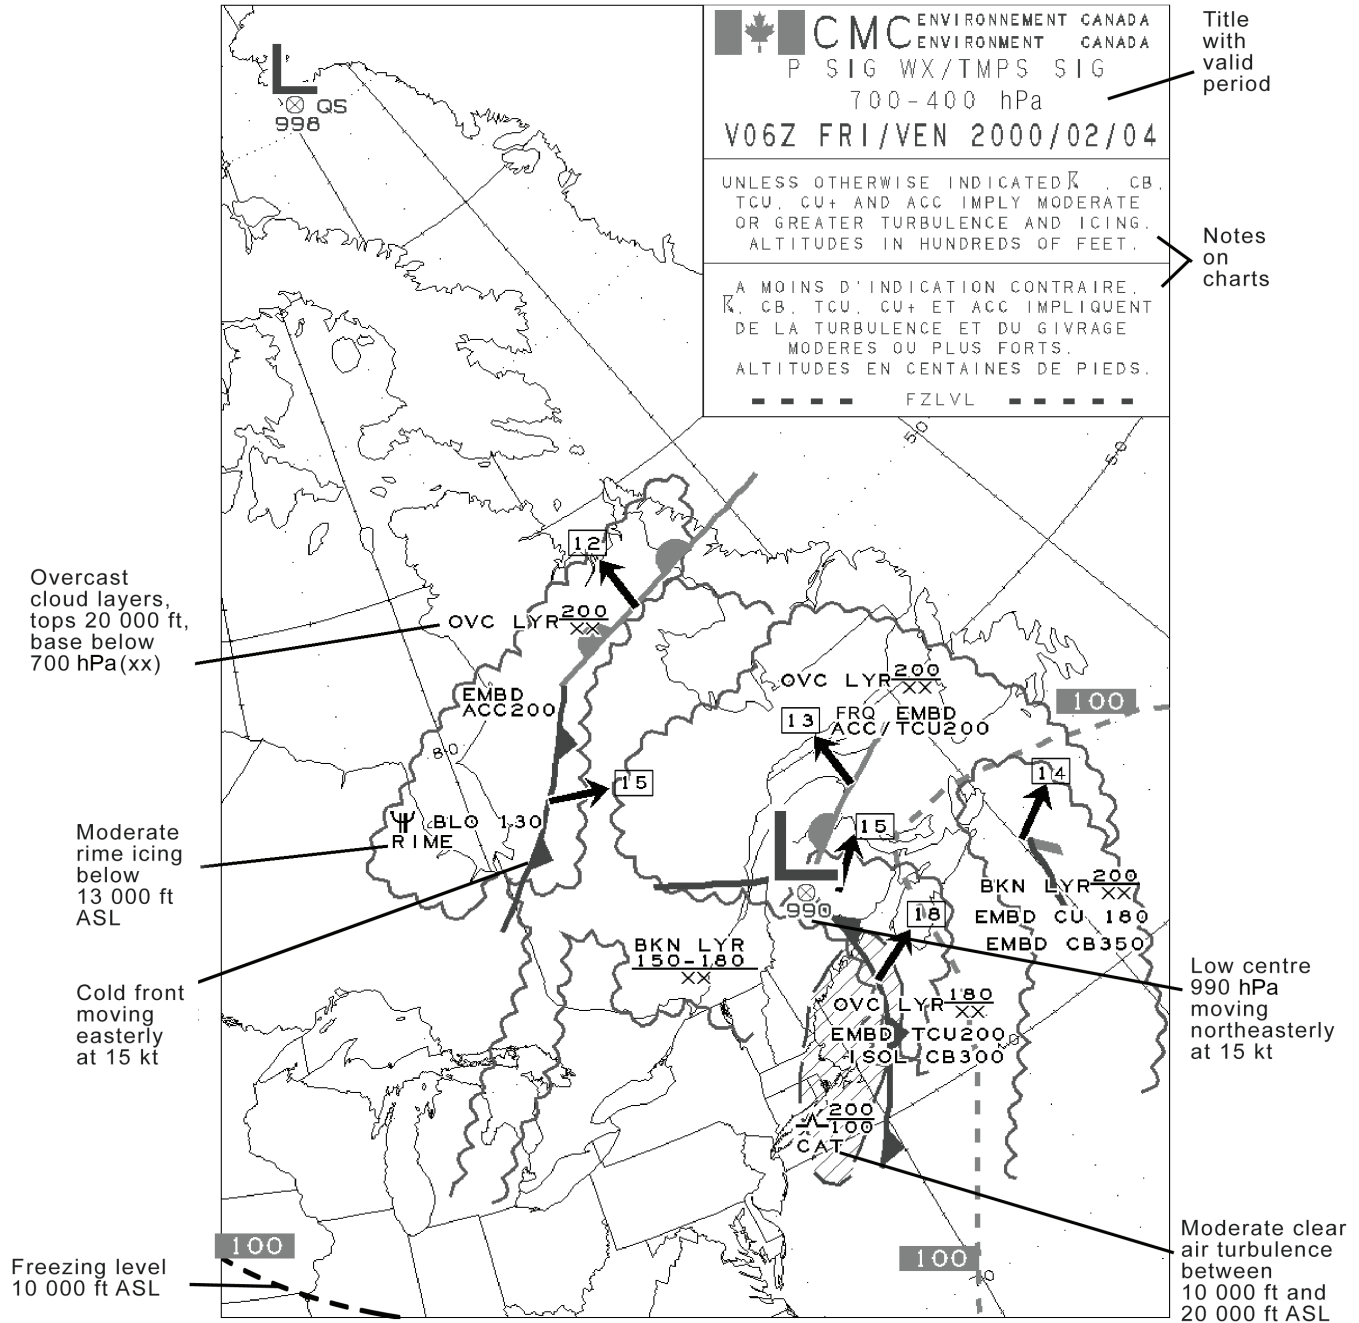 CMC ENVIRONNEMENT CANADA
ENVIRONMENT CANADA
P SIG WX/TMPS SIG
700-400 hPa
V06Z FRI/VEN 2000/02/04
UNLESS OTHERWISE INDICATED , CB,
TCU, CU+ AND ACC IMPLY MODERATE
OR GREATER TURBULENCE AND ICING.
ALTITUDES IN HUNDREDS OF FEET.
A MOINS D'INDICATION CONTRAIRE,
, CB, TCU, CU+ ET ACC IMPLIQUENT
DE LA TURBULENCE ET DU GIVRAGE
MODERES OU PLUS FORTS.
ALTITUDES EN CENTAINES DE PIEDS.
FZLVL
Title
with
valid
period
Notes
on
charts
L
QS
998
50
50
12
Overcast
cloud layers,
tops 20 000 ft,
base below
700 hPa(xx)
OVC LYR 200
XX
EMBD
ACC200
80
15
BLO 130
RIME
Moderate
rime icing
below
13 000 ft
ASL
OVC LYR 200
XX
13
FRQ EMBD
ACC/TCU200
100
14
15
L
990
18
BKN LYR 200
XX
EMBD CU 180
EMBD CB350
BKN LYR
150-180
XX
Cold front
moving
easterly
at 15 kt
OVC LYR 180
XX
EMBD TCU200
ISOL CB300
Low centre
990 hPa
moving
northeasterly
at 15 kt
200
100
CAT
100
100
Freezing level
10 000 ft ASL
Moderate clear
air turbulence
between
10 000 ft and
20 000 ft ASL